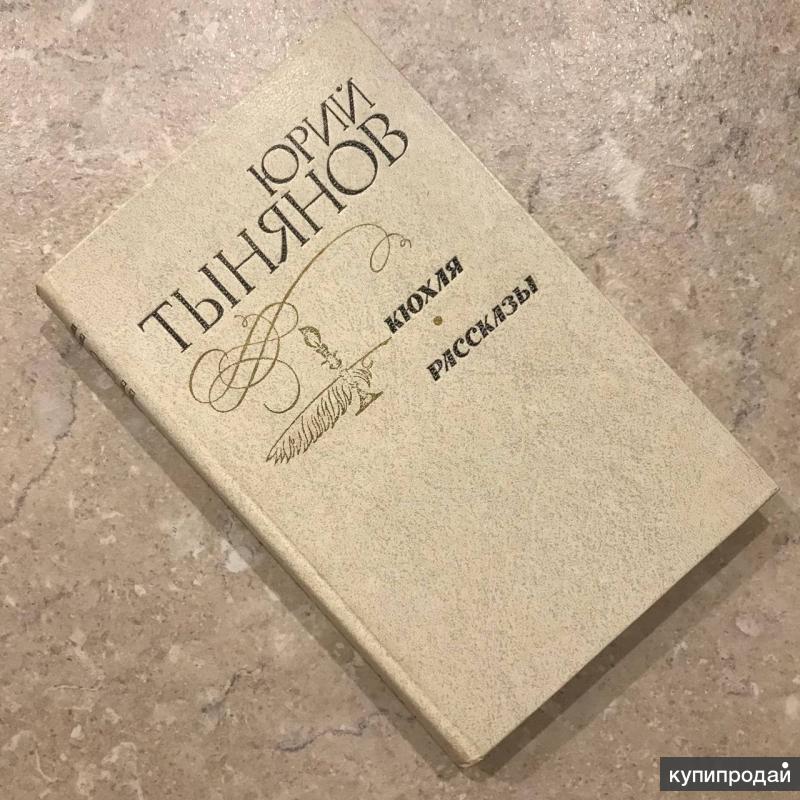 ЮРИЙ
ТЫНЯНОВ
КЮХЛЯ
РАССКАЗЫ
купипродай